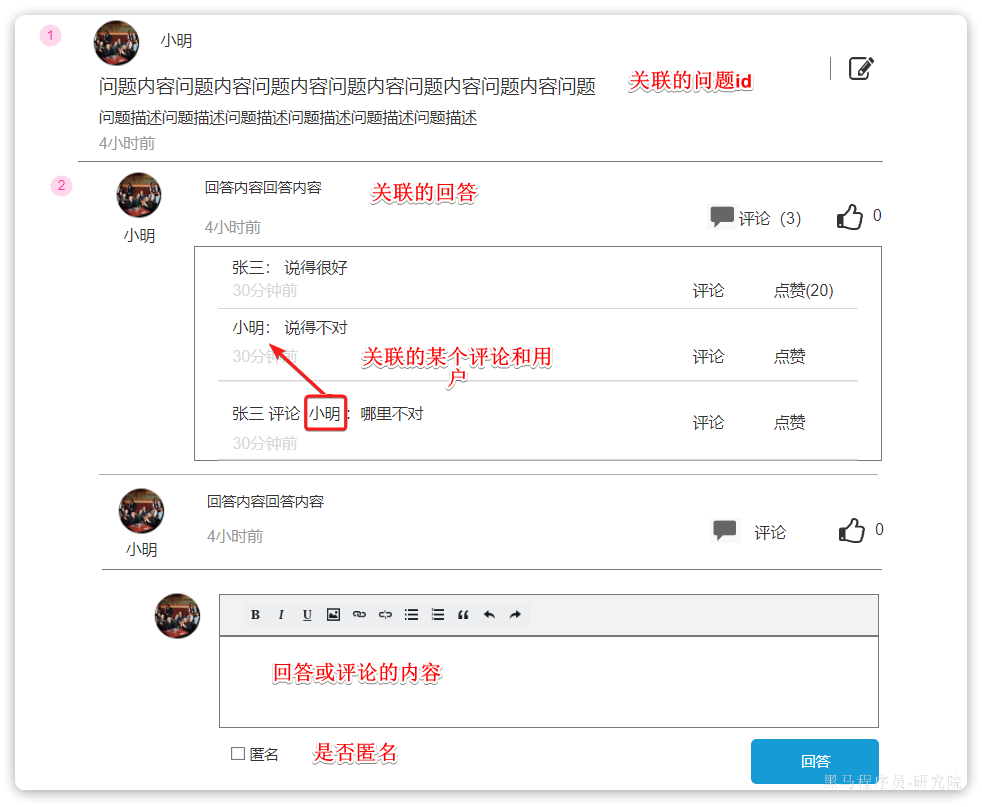 1
小明
问题内容问题内容问题内容问题内容问题内容问题内容问题
关联的问题id
问题描述问题描述问题描述问题描述问题描述问题描述
4小时前
2
回答内容回答内容
关联的回答
小明
4小时前
评论（3）
0
张三： 说得很好
30分钟前
评论
点赞(20)
小明： 说得不对
30分钟前
关联的某个评论和用
户
评论
点赞
张三 评论 小明： 哪里不对
30分钟前
评论
点赞
回答内容回答内容
小明
4小时前
评论
0
B I U
回答或评论的内容
匿名
是否匿名
回答
黑马程序员-研究院